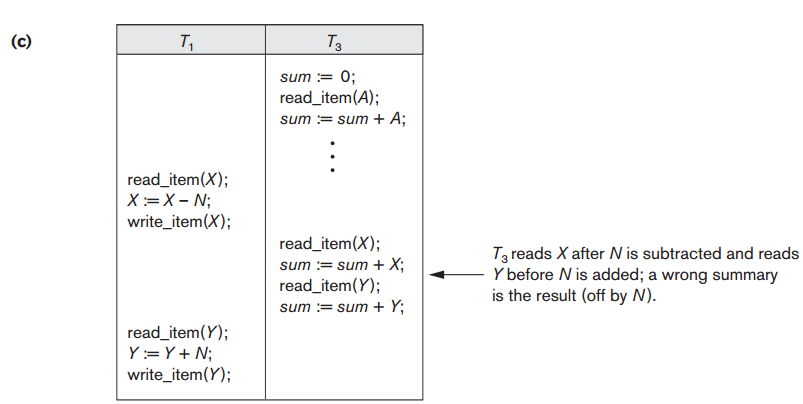 (c)
T₁ T₃
sum := 0;
read_item(A);
sum := sum + A;
read_item(X);
X := X – N;
write_item(X);
read_item(X);
sum := sum + X;
read_item(Y);
sum := sum + Y;
T₃ reads X after N is subtracted and reads
Y before N is added; a wrong summary
is the result (off by N).
read_item(Y);
Y := Y + N;
write_item(Y);